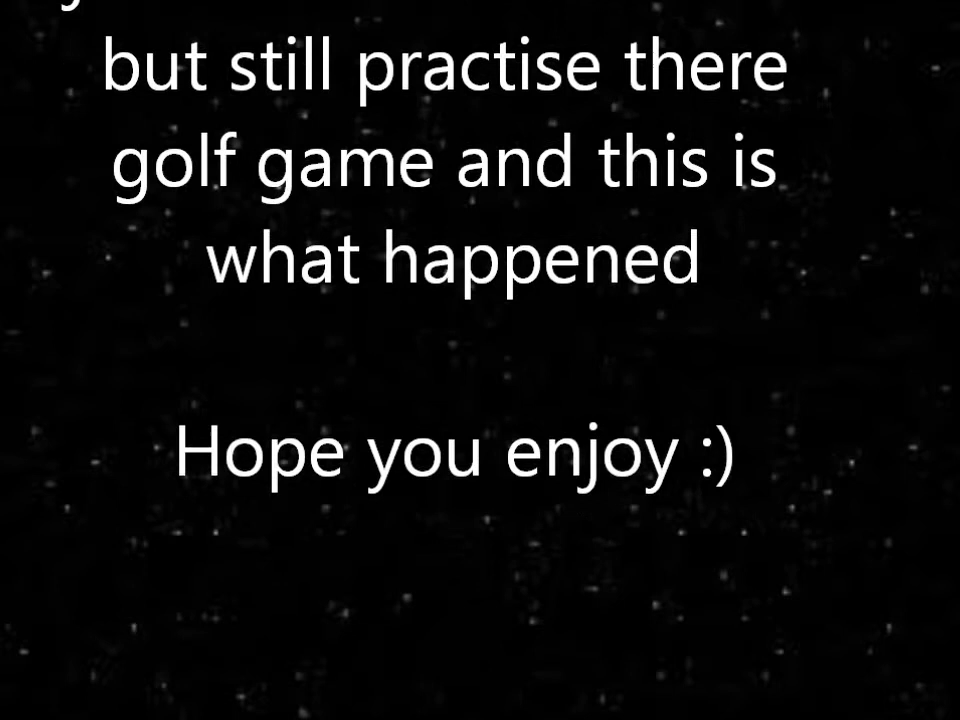 but still practise there
golf game and this is
what happened
Hope you enjoy :)